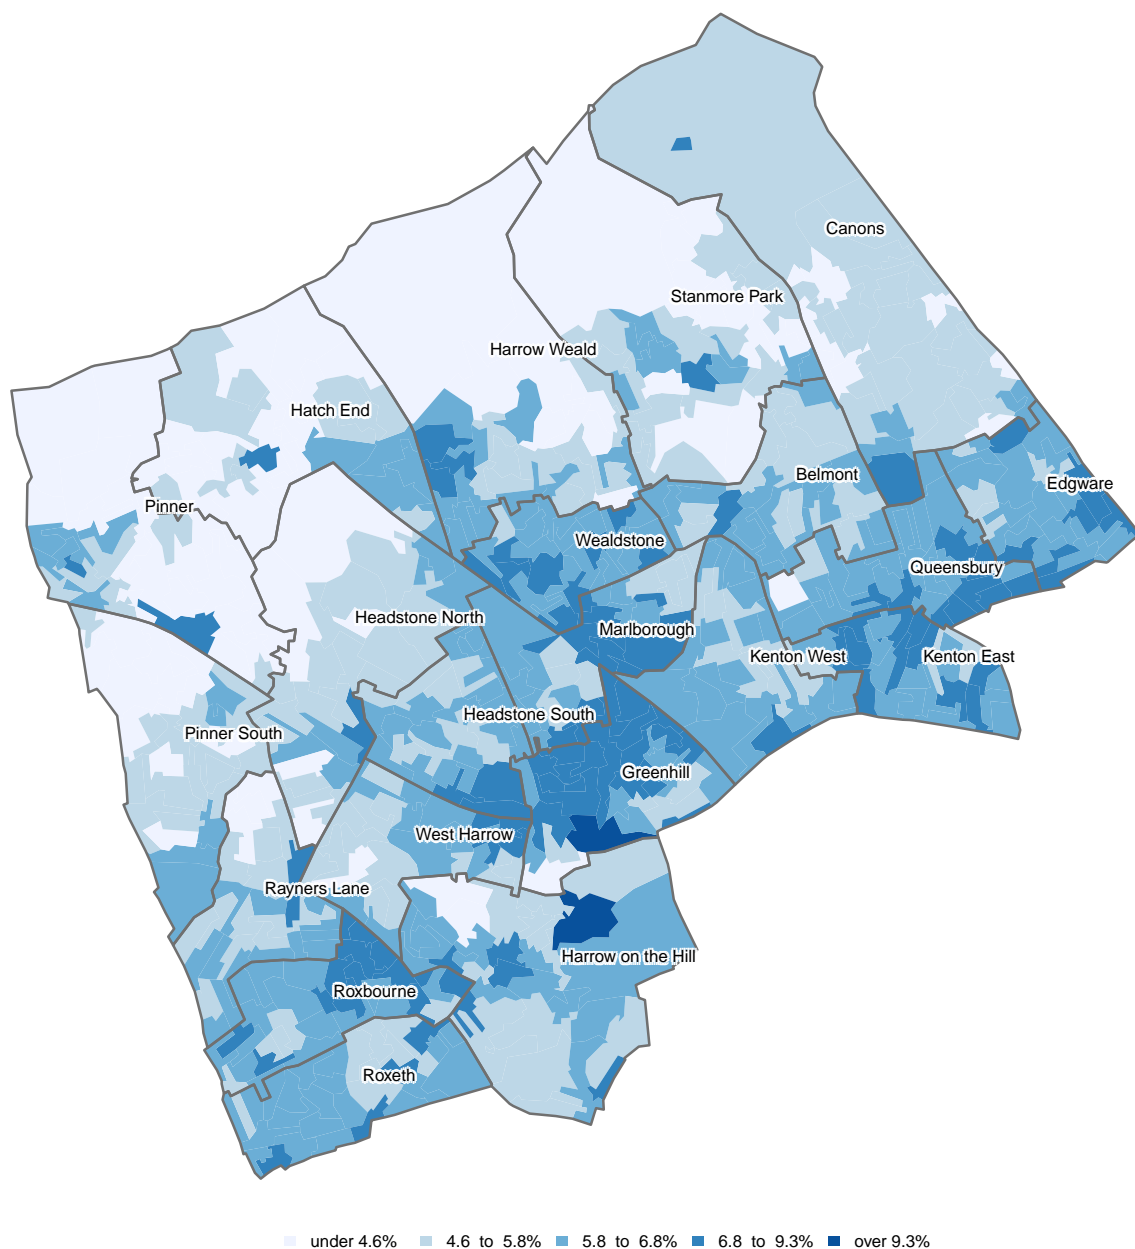 Canons
Stanmore Park
Harrow Weald
Hatch End
Belmont
Edgware
Pinner
Wealdstone
Queensbury
Headstone North
Marlborough
Kenton West
Kenton East
Headstone South
Pinner South
Greenhill
West Harrow
Rayners Lane
Harrow on the Hill
Roxbourne
Roxeth
under 4.6% 4.6 to 5.8% 5.8 to 6.8% 6.8 to 9.3% over 9.3%